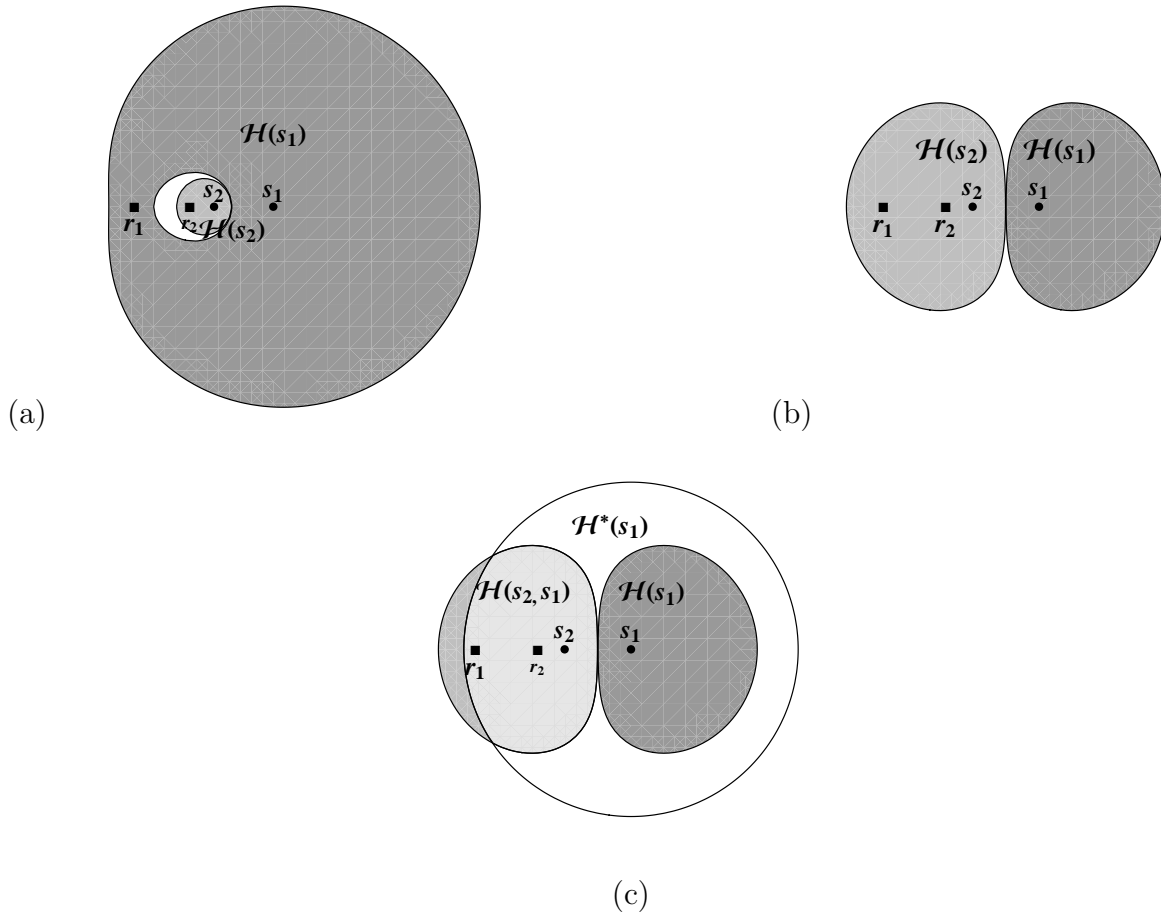 𝓗(s₁)
s₂ s₁
r₁ r₂ 𝓗(s₂)
(a)
𝓗(s₂) 𝓗(s₁)
s₂ s₁
r₁ r₂
(b)
𝓗*(s₁)
𝓗(s₂, s₁) 𝓗(s₁)
s₂ s₁
r₁ r₂
(c)